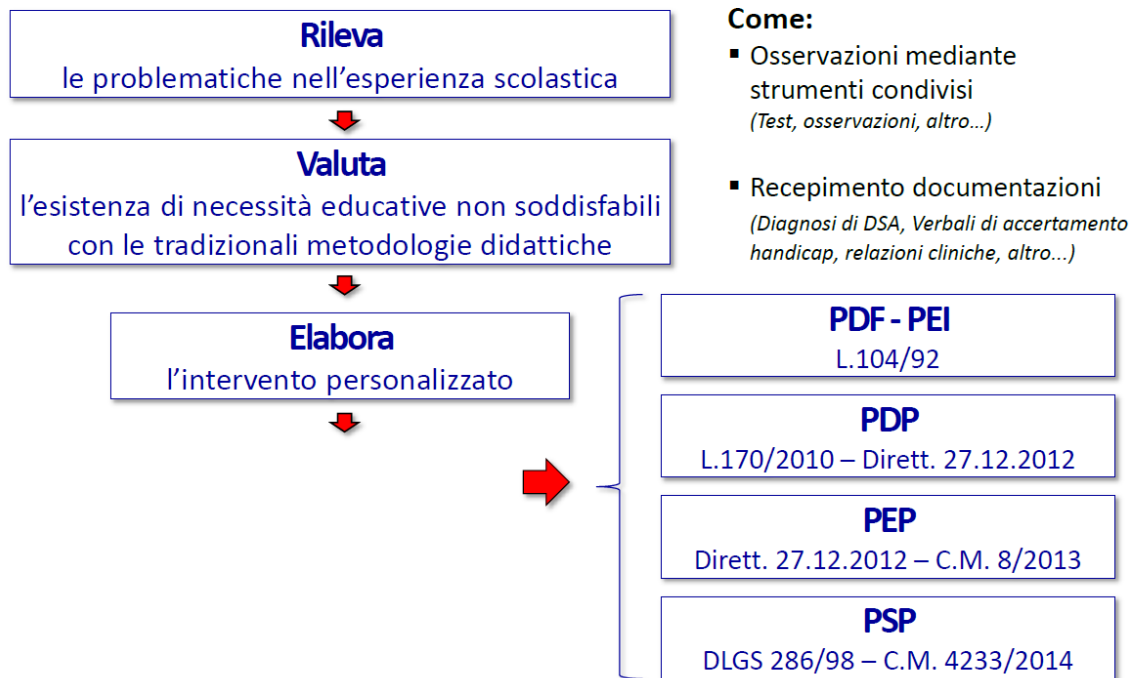 Rileva
le problematiche nell'esperienza scolastica
Valuta
l'esistenza di necessità educative non soddisfabili
con le tradizionali metodologie didattiche
Elabora
l'intervento personalizzato
Come:
▪ Osservazioni mediante
strumenti condivisi
(Test, osservazioni, altro...)
▪ Recepimento documentazioni
(Diagnosi di DSA, Verbali di accertamento
handicap, relazioni cliniche, altro...)
PDF - PEI
L.104/92
PDP
L.170/2010 – Dirett. 27.12.2012
PEP
Dirett. 27.12.2012 – C.M. 8/2013
PSP
DLGS 286/98 – C.M. 4233/2014